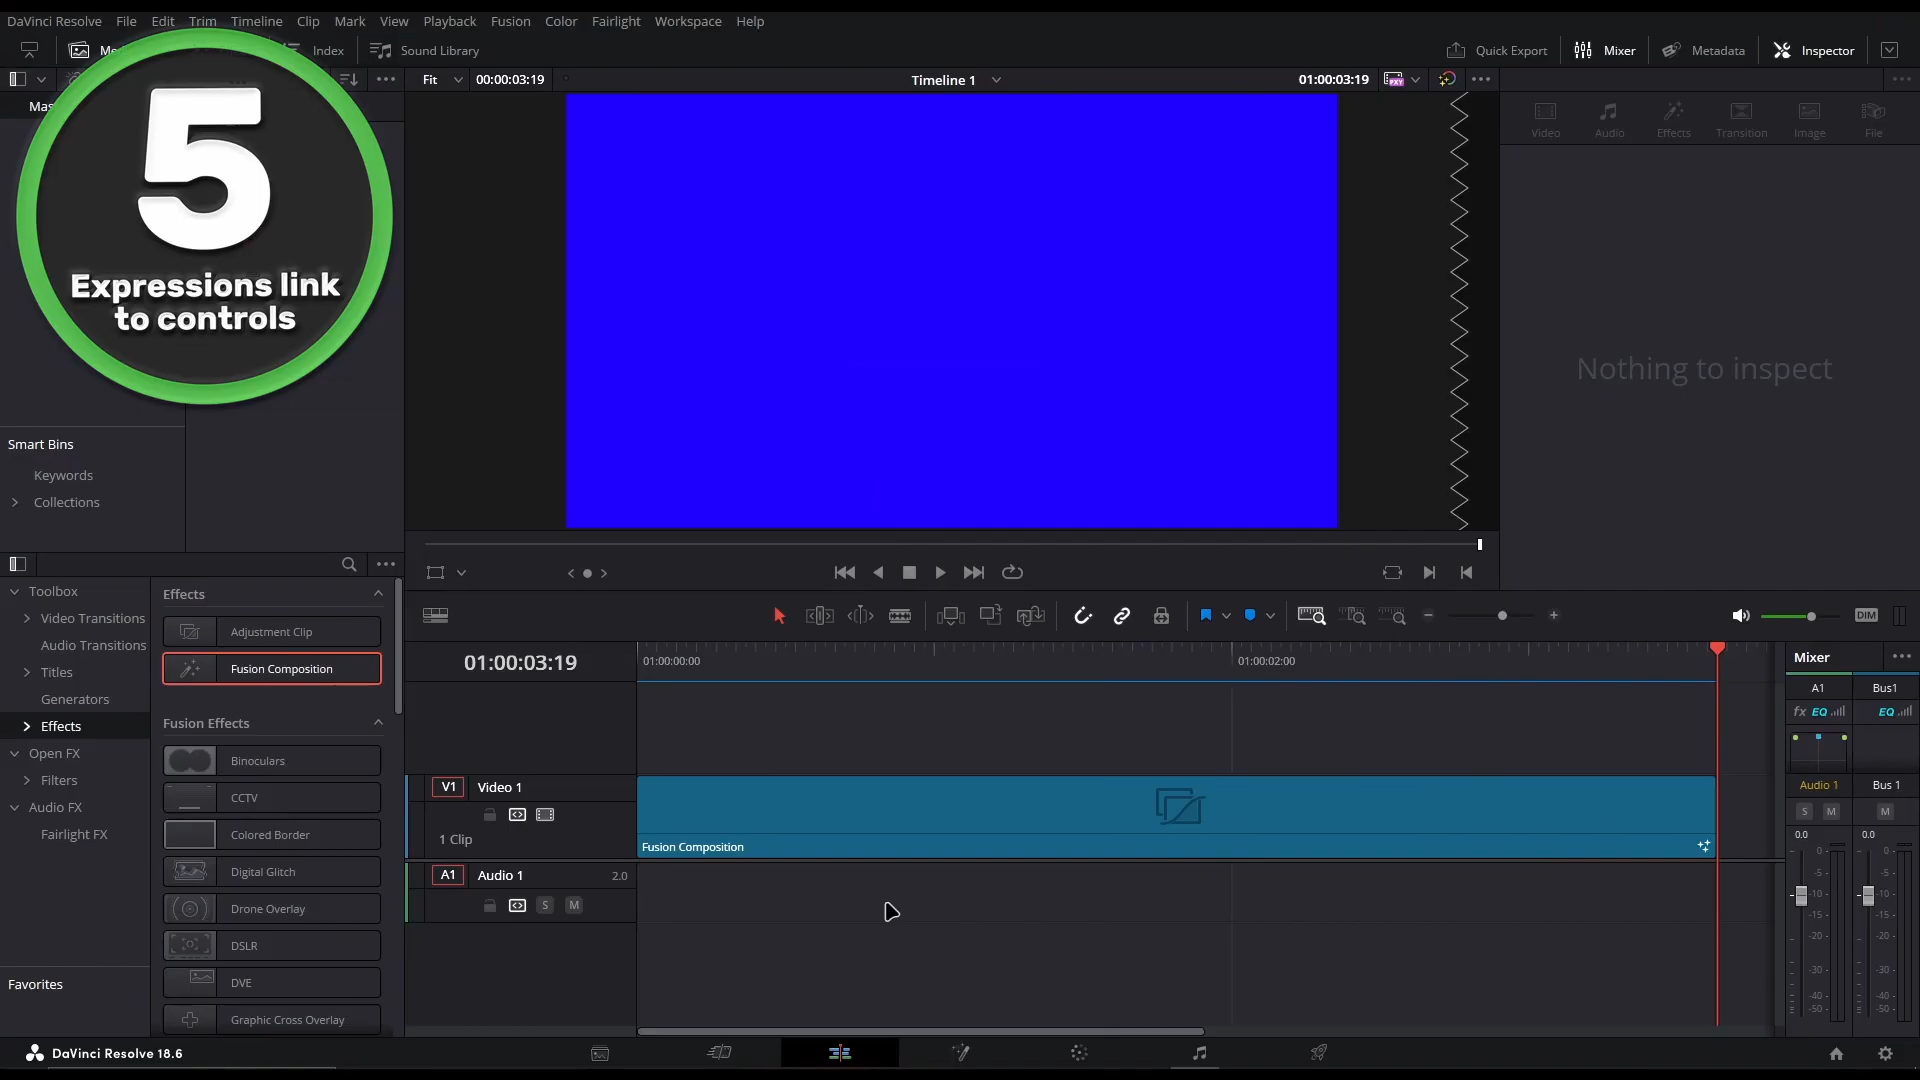 DaVinci Resolve File Edit Trim Timeline Clip Mark View Playback Fusion Color Fairlight Workspace Help
Index Sound Library Quick Export Mixer Metadata Inspector
Fit 00:00:03:19 Timeline 1 01:00:03:19
5
Expressions link
to controls
Video Audio Effects Transition Image File
Nothing to inspect
Smart Bins
Keywords
Collections
Toolbox
Video Transitions
Audio Transitions
Titles
Generators
Effects
Open FX
Filters
Audio FX
Fairlight FX
Favorites
Effects
Adjustment Clip
Fusion Composition
Fusion Effects
Binoculars
CCTV
Colored Border
Digital Glitch
Drone Overlay
DSLR
DVE
Graphic Cross Overlay
DIM
01:00:03:19 01:00:00:00 01:00:02:00
V1 Video 1
1 Clip
Fusion Composition
A1 Audio 1 2.0
S M
Mixer
A1 Bus1
fx EQ EQ
Audio 1 Bus 1
S M M
0.0 0.0
0 0
-5 -5
-10 -10
-15 -15
-20 -20
-30 -30
-40 -40
-50 -50
DaVinci Resolve 18.6